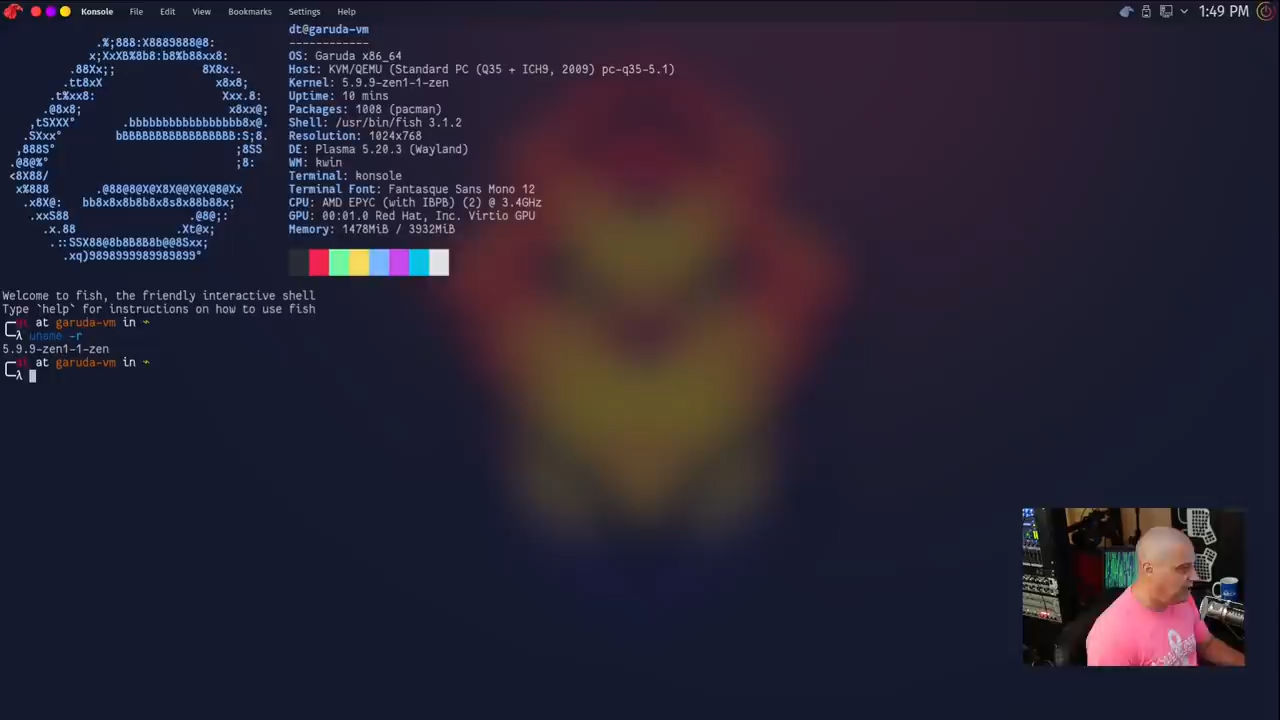 Konsole File Edit View Bookmarks Settings Help 1:49 PM
dt@garuda-vm
------------
OS: Garuda x86_64
Host: KVM/QEMU (Standard PC (Q35 + ICH9, 2009) pc-q35-5.1)
Kernel: 5.9.9-zen1-1-zen
Uptime: 10 mins
Packages: 1008 (pacman)
Shell: /usr/bin/fish 3.1.2
Resolution: 1024x768
DE: Plasma 5.20.3 (Wayland)
WM: kwin
Terminal: konsole
Terminal Font: Fantasque Sans Mono 12
CPU: AMD EPYC (with IBPB) (2) @ 3.4GHz
GPU: 00:01.0 Red Hat, Inc. Virtio GPU
Memory: 1478MiB / 3932MiB
Welcome to fish, the friendly interactive shell
Type `help` for instructions on how to use fish
dt at garuda-vm in ~
λ uname -r
5.9.9-zen1-1-zen
dt at garuda-vm in ~
λ